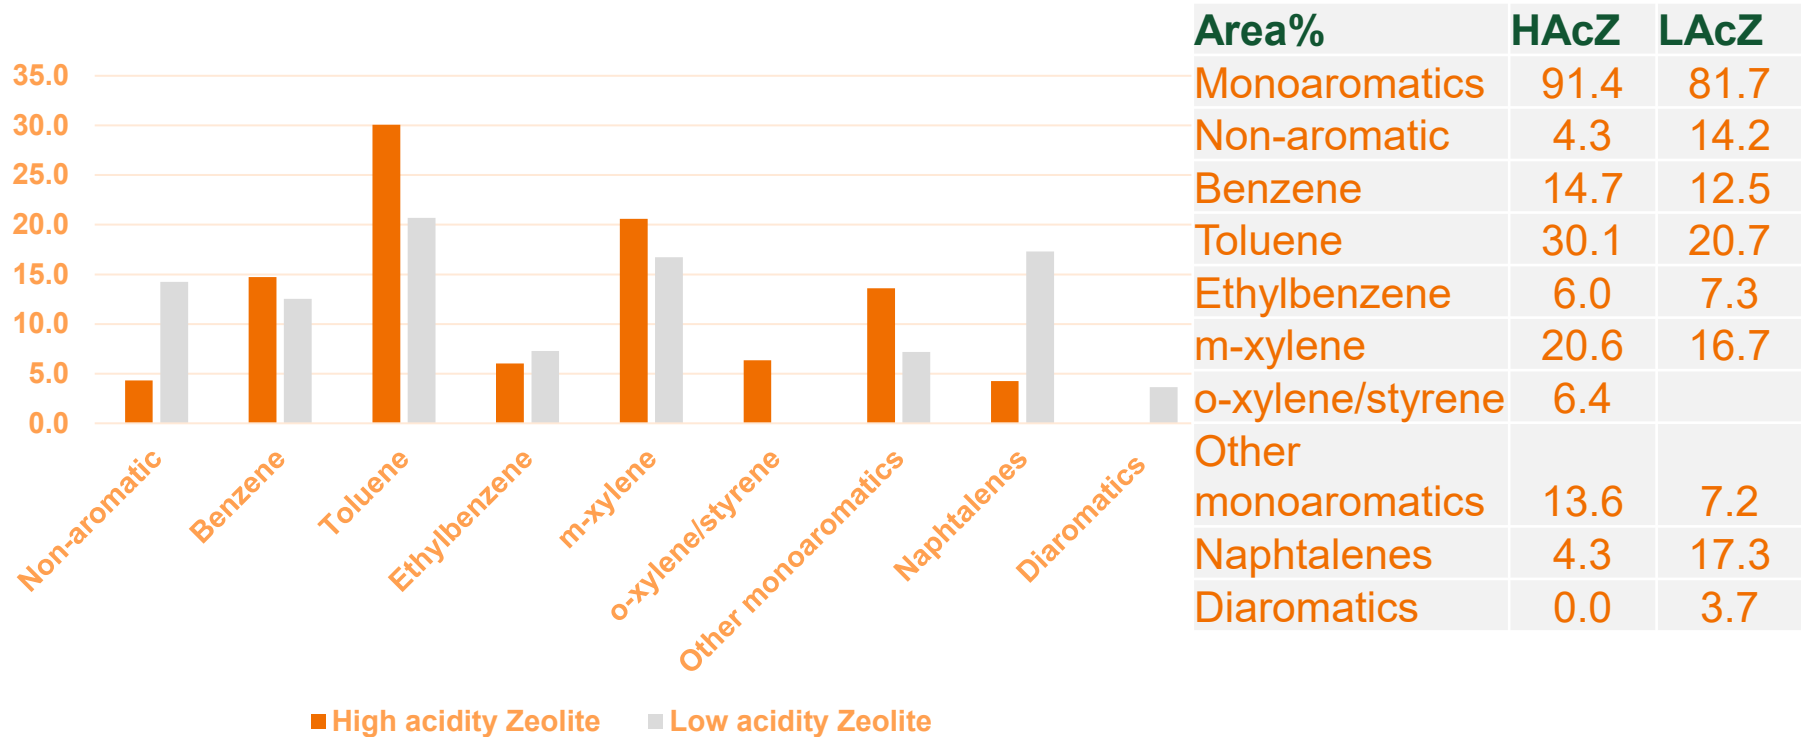 35.0
30.0
25.0
20.0
15.0
10.0
5.0
0.0
Non-aromatic
Benzene
Toluene
Ethylbenzene
m-xylene
o-xylene/styrene
Other monoaromatics
Naphtalenes
Diaromatics
High acidity Zeolite Low acidity Zeolite
Area% HAcZ LAcZ
Monoaromatics 91.4 81.7
Non-aromatic 4.3 14.2
Benzene 14.7 12.5
Toluene 30.1 20.7
Ethylbenzene 6.0 7.3
m-xylene 20.6 16.7
o-xylene/styrene 6.4
Other
monoaromatics 13.6 7.2
Naphtalenes 4.3 17.3
Diaromatics 0.0 3.7